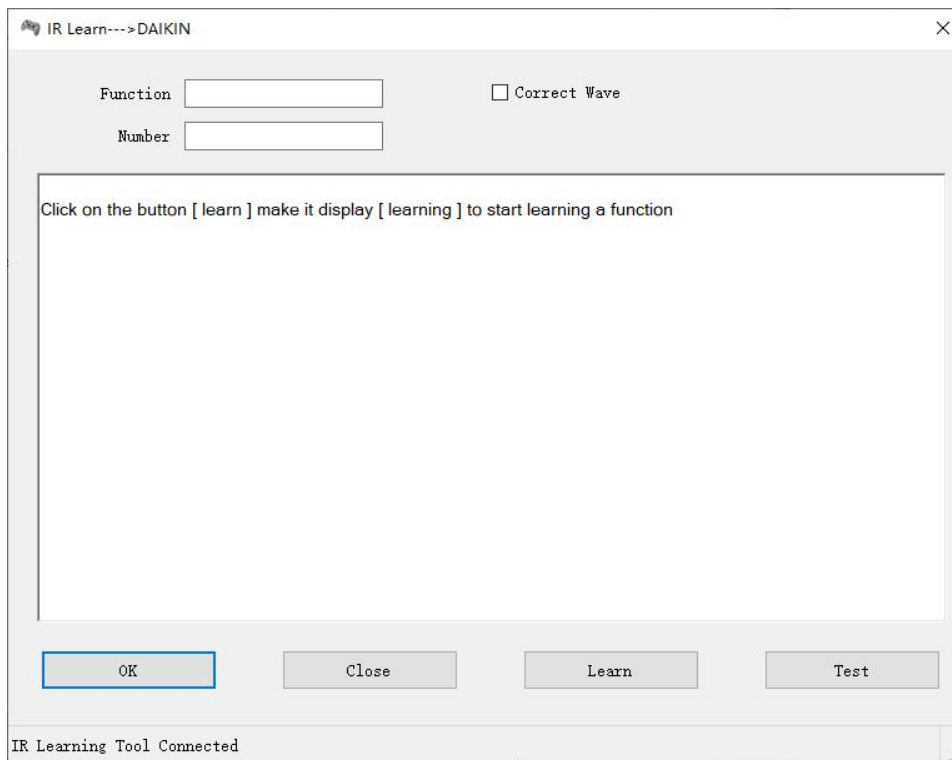 IR Learn--->DAIKIN
Function
Correct Wave
Number
Click on the button [ learn ] make it display [ learning ] to start learning a function
OK Close Learn Test
IR Learning Tool Connected